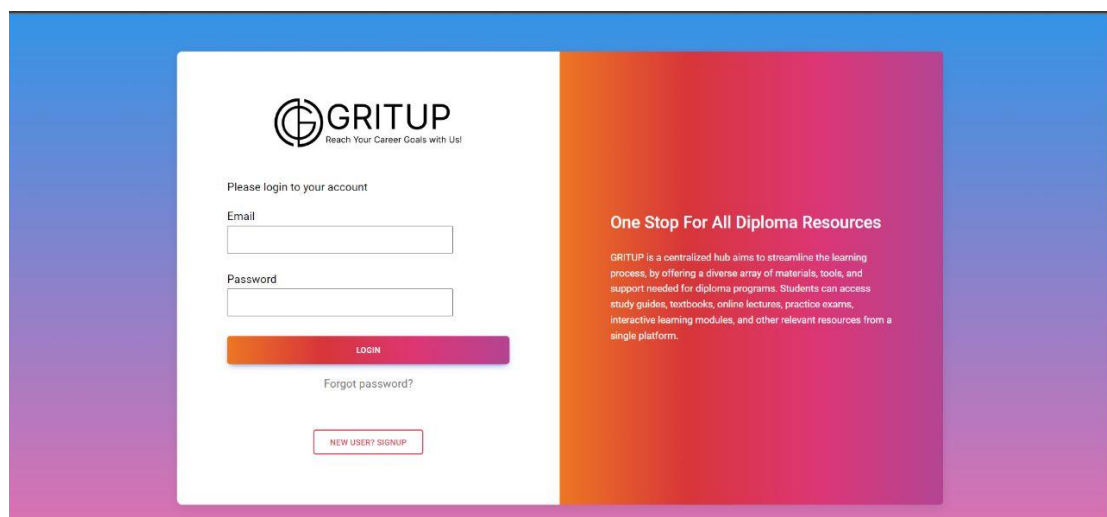 GRITUP
Reach Your Career Goals with Us!
Please login to your account
Email
Password
LOGIN
Forgot password?
NEW USER? SIGNUP
One Stop For All Diploma Resources
GRITUP is a centralized hub aims to streamline the learning
process, by offering a diverse array of materials, tools, and
support needed for diploma programs. Students can access
study guides, textbooks, online lectures, practice exams,
interactive learning modules, and other relevant resources from a
single platform.